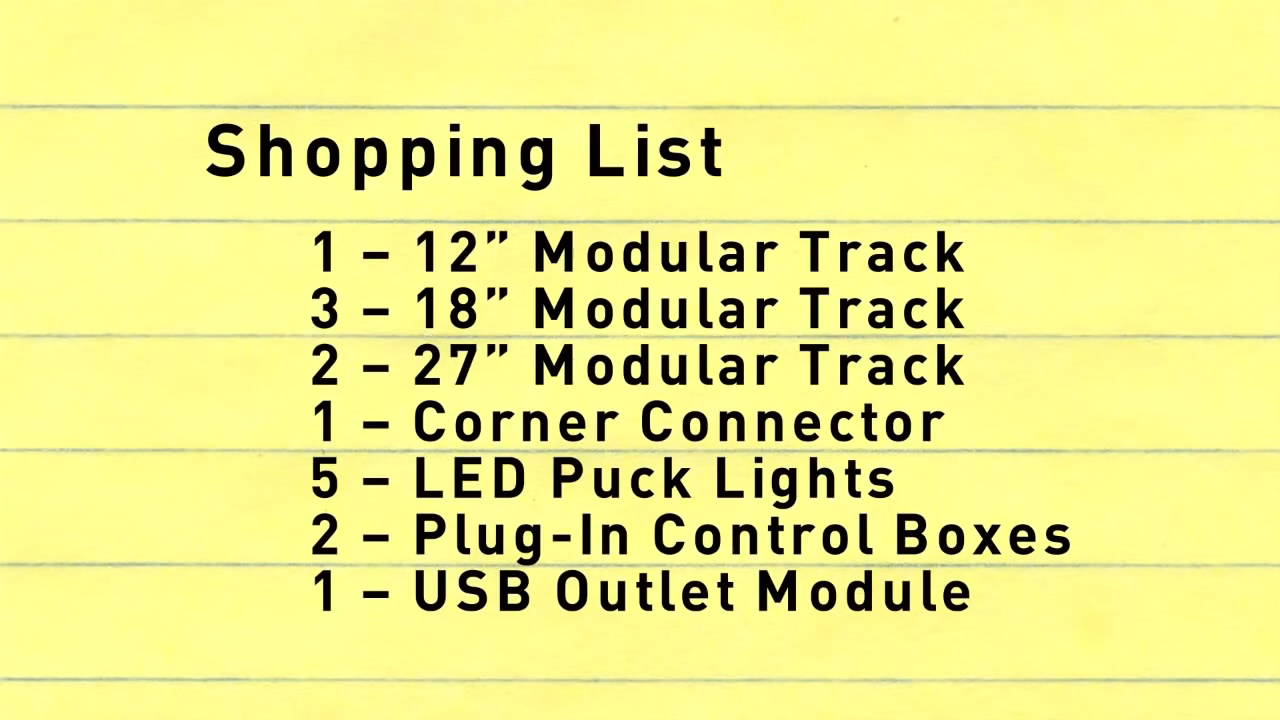 Shopping List
1 – 12” Modular Track
3 – 18” Modular Track
2 – 27” Modular Track
1 – Corner Connector
5 – LED Puck Lights
2 – Plug-In Control Boxes
1 – USB Outlet Module